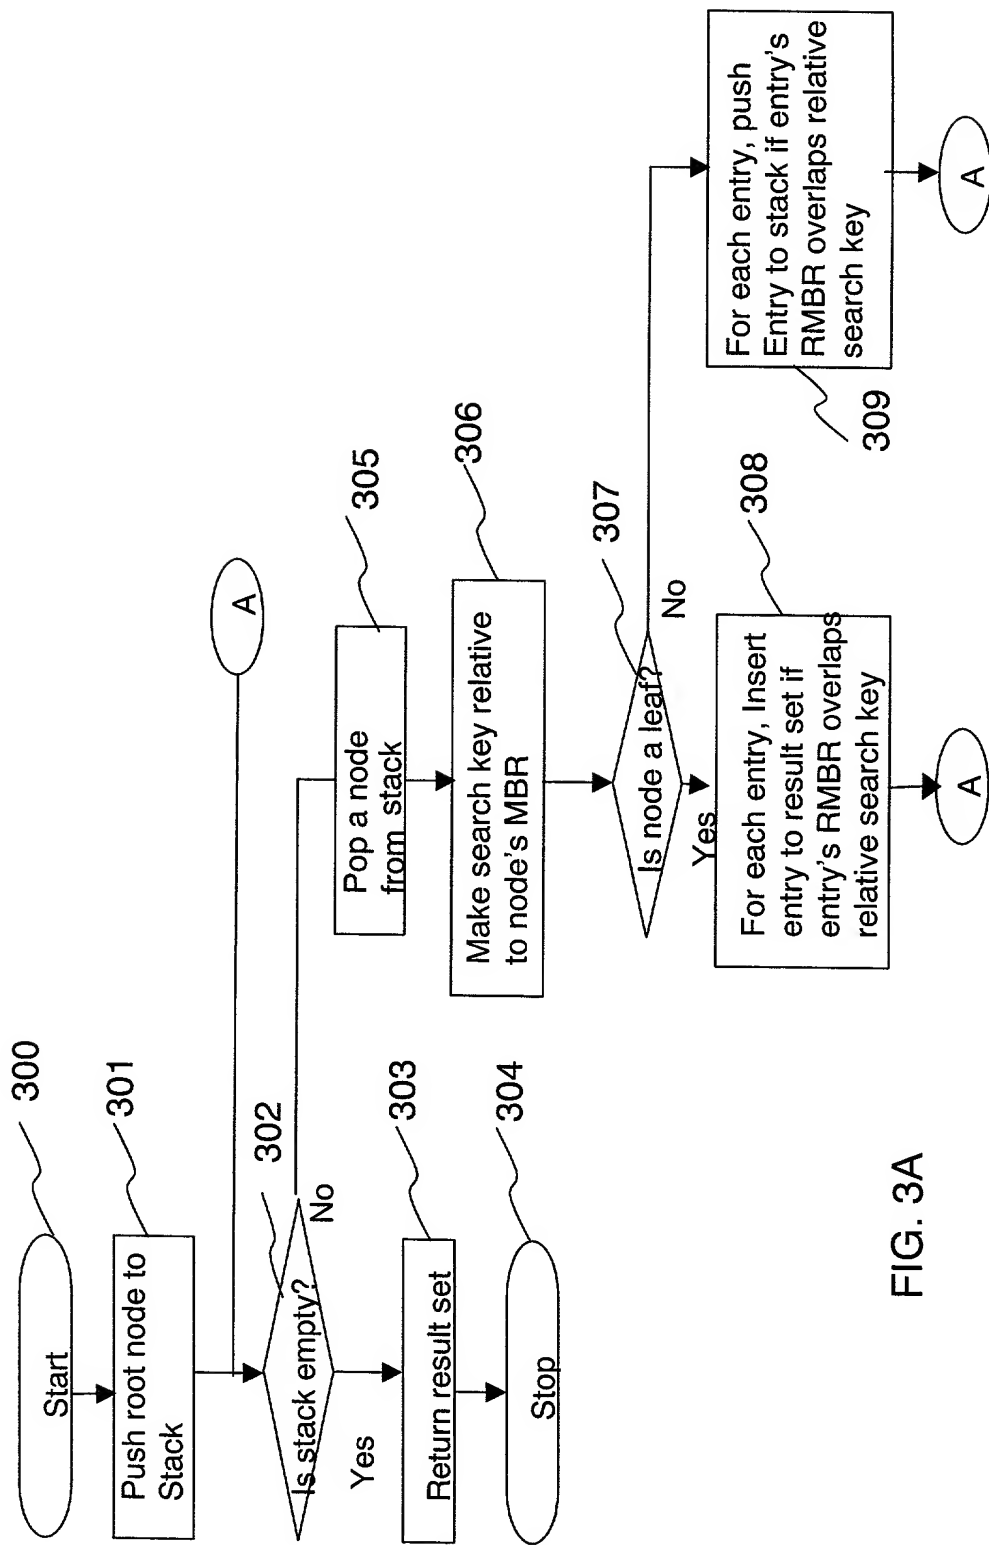 300
Start
301
Push root node to
Stack
A
302
Is stack empty?
No
Yes
303
Return result set
304
Stop
305
Pop a node
from stack
306
Make search key relative
to node's MBR
307
Is node a leaf?
No
Yes
308
For each entry, Insert
entry to result set if
entry's RMBR overlaps
relative search key
A
For each entry, push
Entry to stack if entry's
RMBR overlaps relative
search key
309
A
FIG. 3A